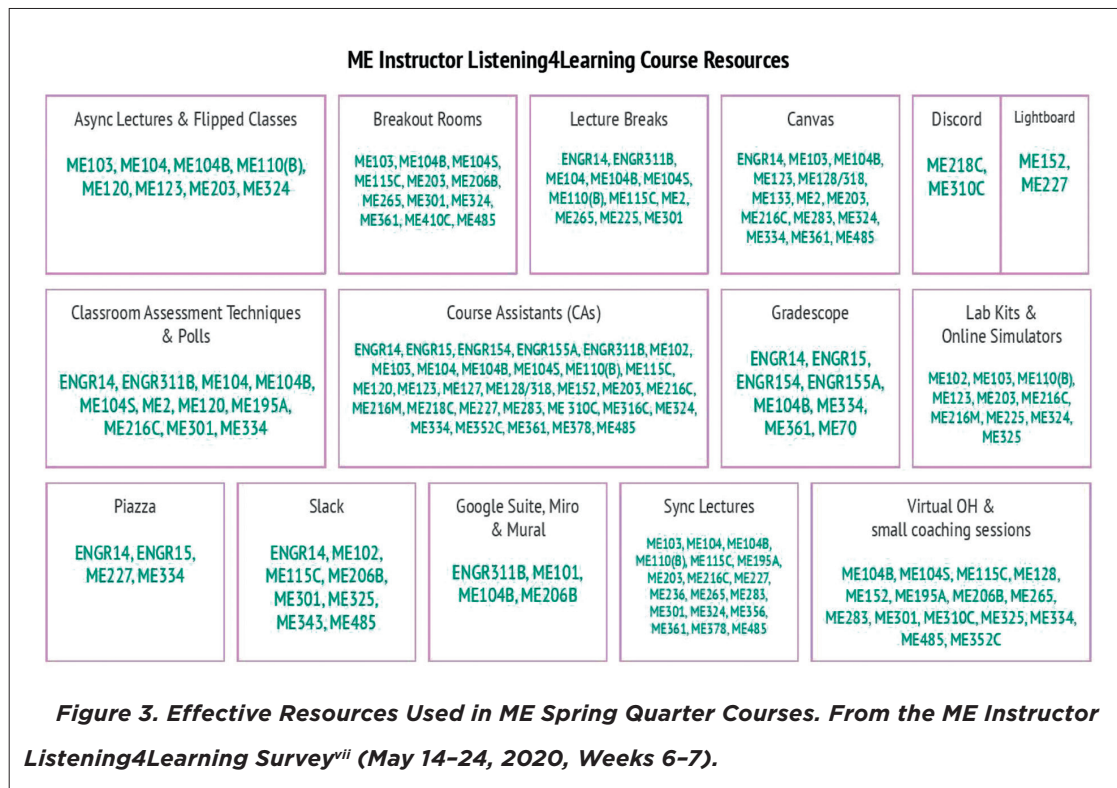 ME Instructor Listening4Learning Course Resources
Async Lectures & Flipped Classes
ME103, ME104, ME104B, ME110(B),
ME120, ME123, ME203, ME324
Breakout Rooms
ME103, ME104B, ME104S,
ME115C, ME203, ME206B,
ME265, ME301, ME324,
ME361, ME410C, ME485
Lecture Breaks
ENGR14, ENGR311B,
ME104, ME104B, ME104S,
ME110(B), ME115C, ME2,
ME265, ME225, ME301
Canvas
ENGR14, ME103, ME104B,
ME123, ME128/318,
ME133, ME2, ME203,
ME216C, ME283, ME324,
ME334, ME361, ME485
Discord
ME218C,
ME310C
Lightboard
ME152,
ME227
Classroom Assessment Techniques
& Polls
ENGR14, ENGR311B, ME104, ME104B,
ME104S, ME2, ME120, ME195A,
ME216C, ME301, ME334
Course Assistants (CAs)
ENGR14, ENGR15, ENGR154, ENGR155A, ENGR311B, ME102,
ME103, ME104, ME104B, ME104S, ME110(B), ME115C,
ME120, ME123, ME127, ME128/318, ME152, ME203, ME216C,
ME216M, ME218C, ME227, ME283, ME 310C, ME316C, ME324,
ME334, ME352C, ME361, ME378, ME485
Gradescope
ENGR14, ENGR15,
ENGR154, ENGR155A,
ME104B, ME334,
ME361, ME70
Lab Kits &
Online Simulators
ME102, ME103, ME110(B),
ME123, ME203, ME216C,
ME216M, ME225, ME324,
ME325
Piazza
ENGR14, ENGR15,
ME227, ME334
Slack
ENGR14, ME102,
ME115C, ME206B,
ME301, ME325,
ME343, ME485
Google Suite, Miro
& Mural
ENGR311B, ME101,
ME104B, ME206B
Sync Lectures
ME103, ME104, ME104B,
ME110(B), ME115C, ME195A,
ME203, ME216C, ME227,
ME236, ME265, ME283,
ME301, ME324, ME356,
ME361, ME378, ME485
Virtual OH &
small coaching sessions
ME104B, ME104S, ME115C, ME128,
ME152, ME195A, ME206B, ME265,
ME283, ME301, ME310C, ME325, ME334,
ME485, ME352C
Figure 3. Effective Resources Used in ME Spring Quarter Courses. From the ME Instructor
Listening4Learning Survey^vii (May 14–24, 2020, Weeks 6–7).